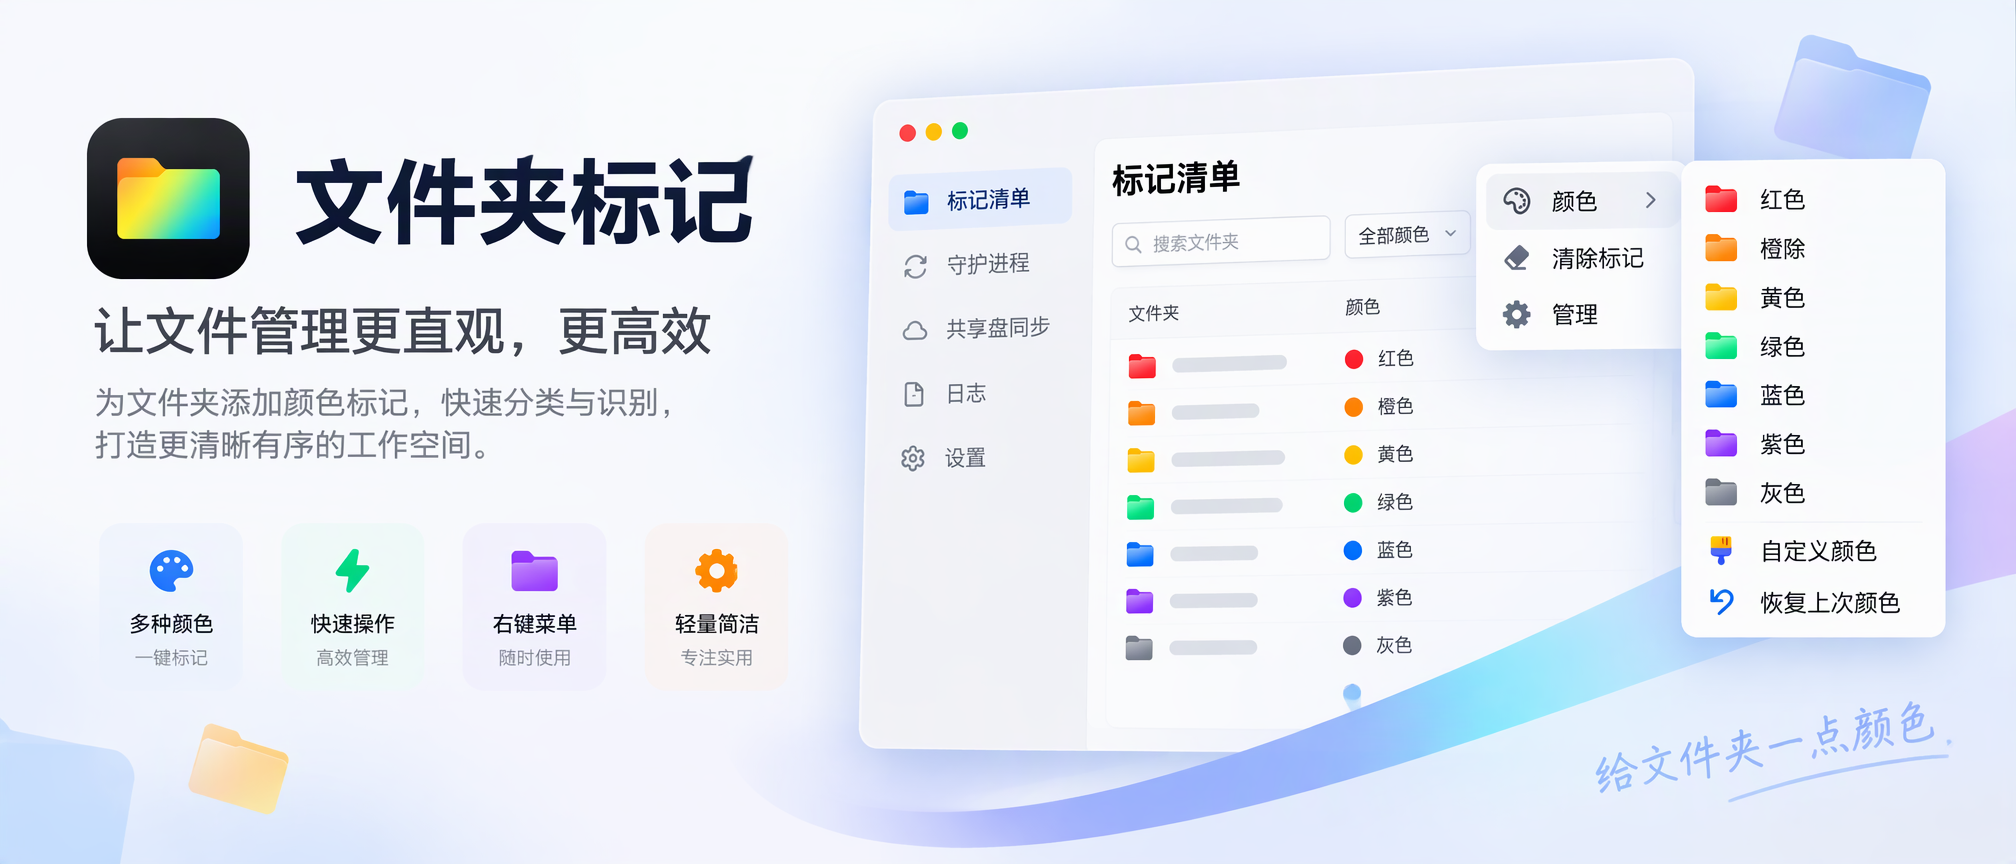 文件夹标记
让文件管理更直观，更高效
为文件夹添加颜色标记，快速分类与识别，
打造更清晰有序的工作空间。
多种颜色
一键标记
快速操作
高效管理
右键菜单
随时使用
轻量简洁
专注实用
标记清单
守护进程
共享盘同步
日志
设置
标记清单
搜索文件夹
全部颜色
文件夹
颜色
红色
橙色
黄色
绿色
蓝色
紫色
灰色
颜色
清除标记
管理
红色
橙除
黄色
绿色
蓝色
紫色
灰色
自定义颜色
恢复上次颜色
给文件夹一点颜色.